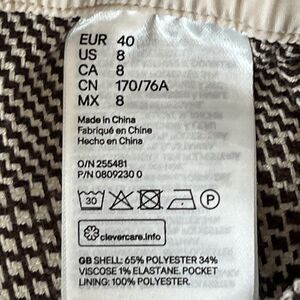 EUR 40
US 8
CA 8
CN 170/76A
MX 8
Made in China
Fabriqué en Chine
Hecho en China
O/N 255481
P/N 0809230 0
30 P
clevercare.info
GB SHELL: 65% POLYESTER 34%
VISCOSE 1% ELASTANE. POCKET
LINING: 100% POLYESTER.